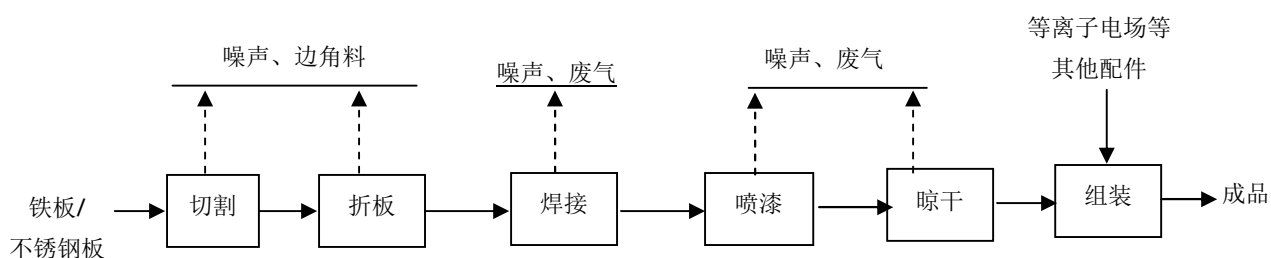 等离子电场等
其他配件
噪声、边角料
噪声、废气
噪声、废气
铁板/
不锈钢板
切割
折板
焊接
喷漆
晾干
组装
成品